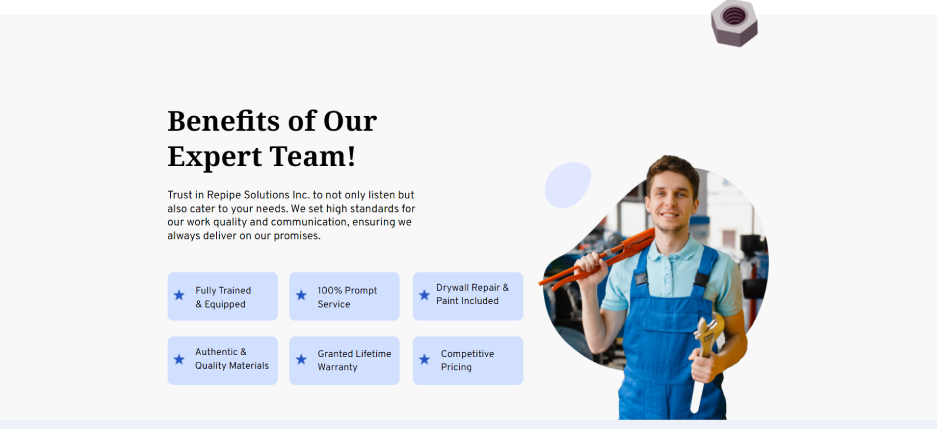 Benefits of Our
Expert Team!
Trust in Repipe Solutions Inc. to not only listen but
also cater to your needs. We set high standards for
our work quality and communication, ensuring we
always deliver on our promises.
Fully Trained
& Equipped
100% Prompt
Service
Drywall Repair &
Paint Included
Authentic &
Quality Materials
Granted Lifetime
Warranty
Competitive
Pricing